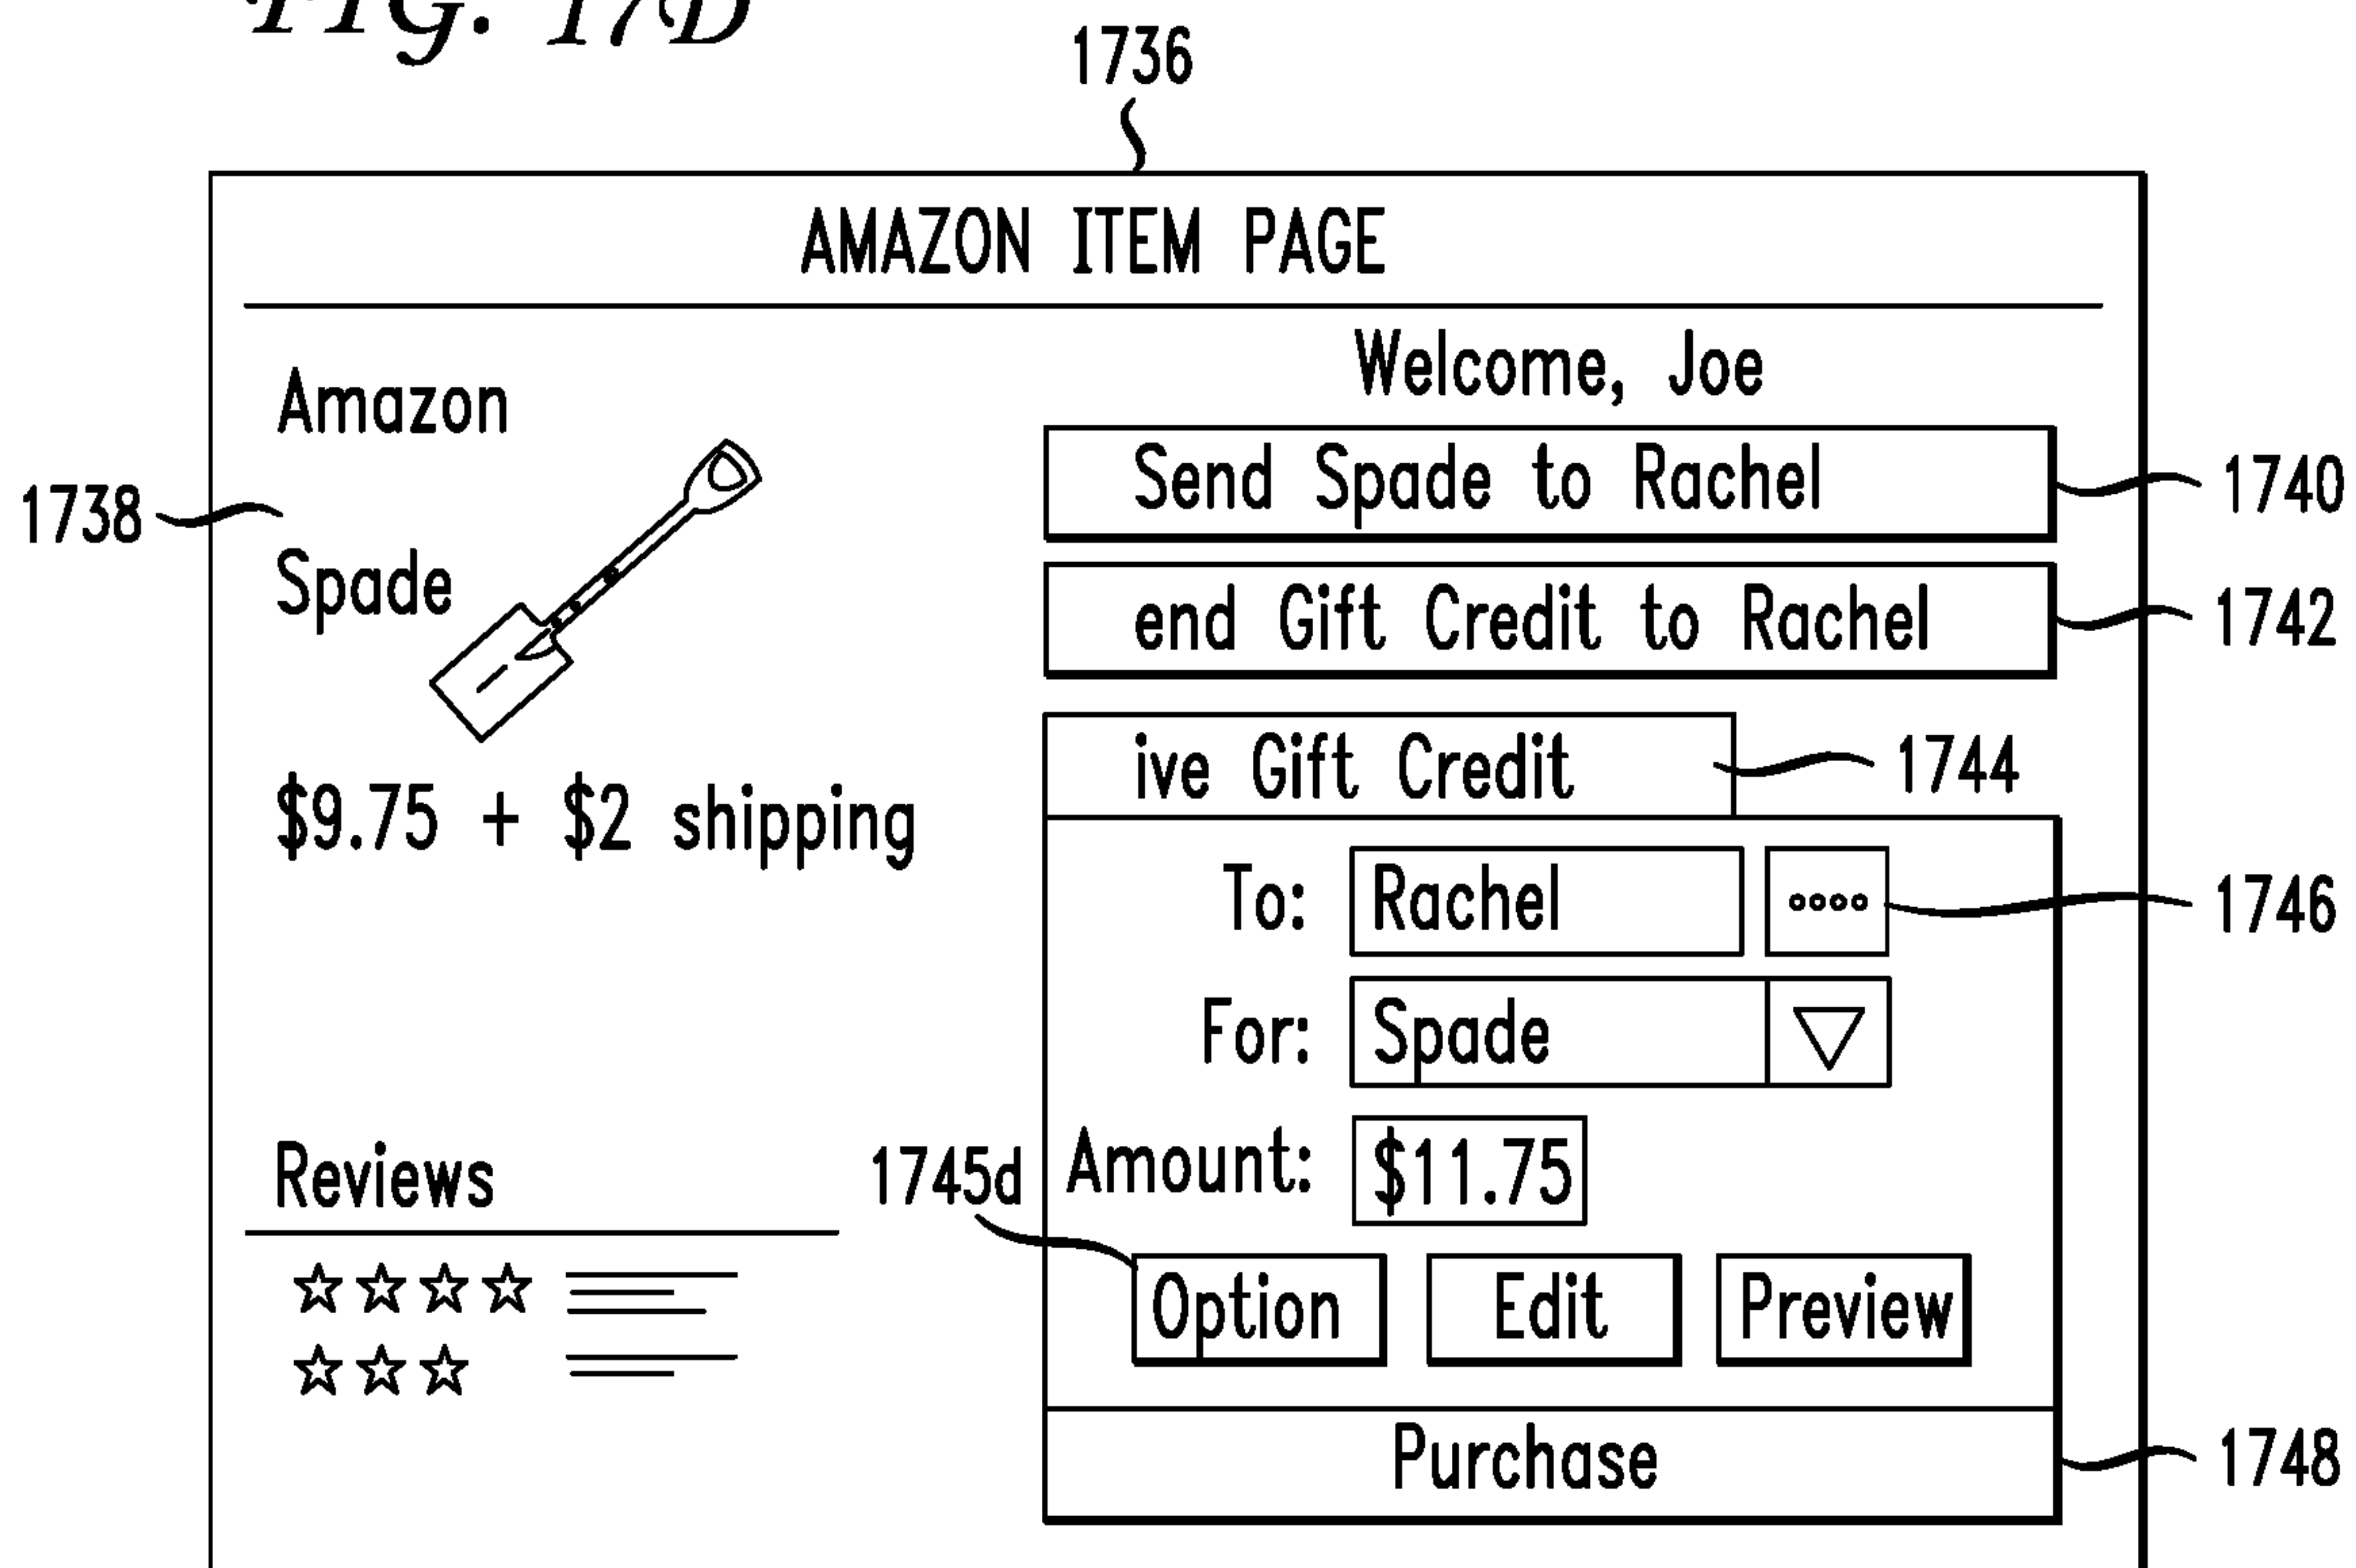 FIG. 17D
1736
AMAZON ITEM PAGE
Welcome, Joe
Amazon
1738
Spade
$9.75 + $2 shipping
Reviews
Send Spade to Rachel
1740
end Gift Credit to Rachel
1742
ive Gift Credit
1744
To: Rachel
1746
For: Spade
1745d
Amount: $11.75
Option Edit Preview
Purchase
1748